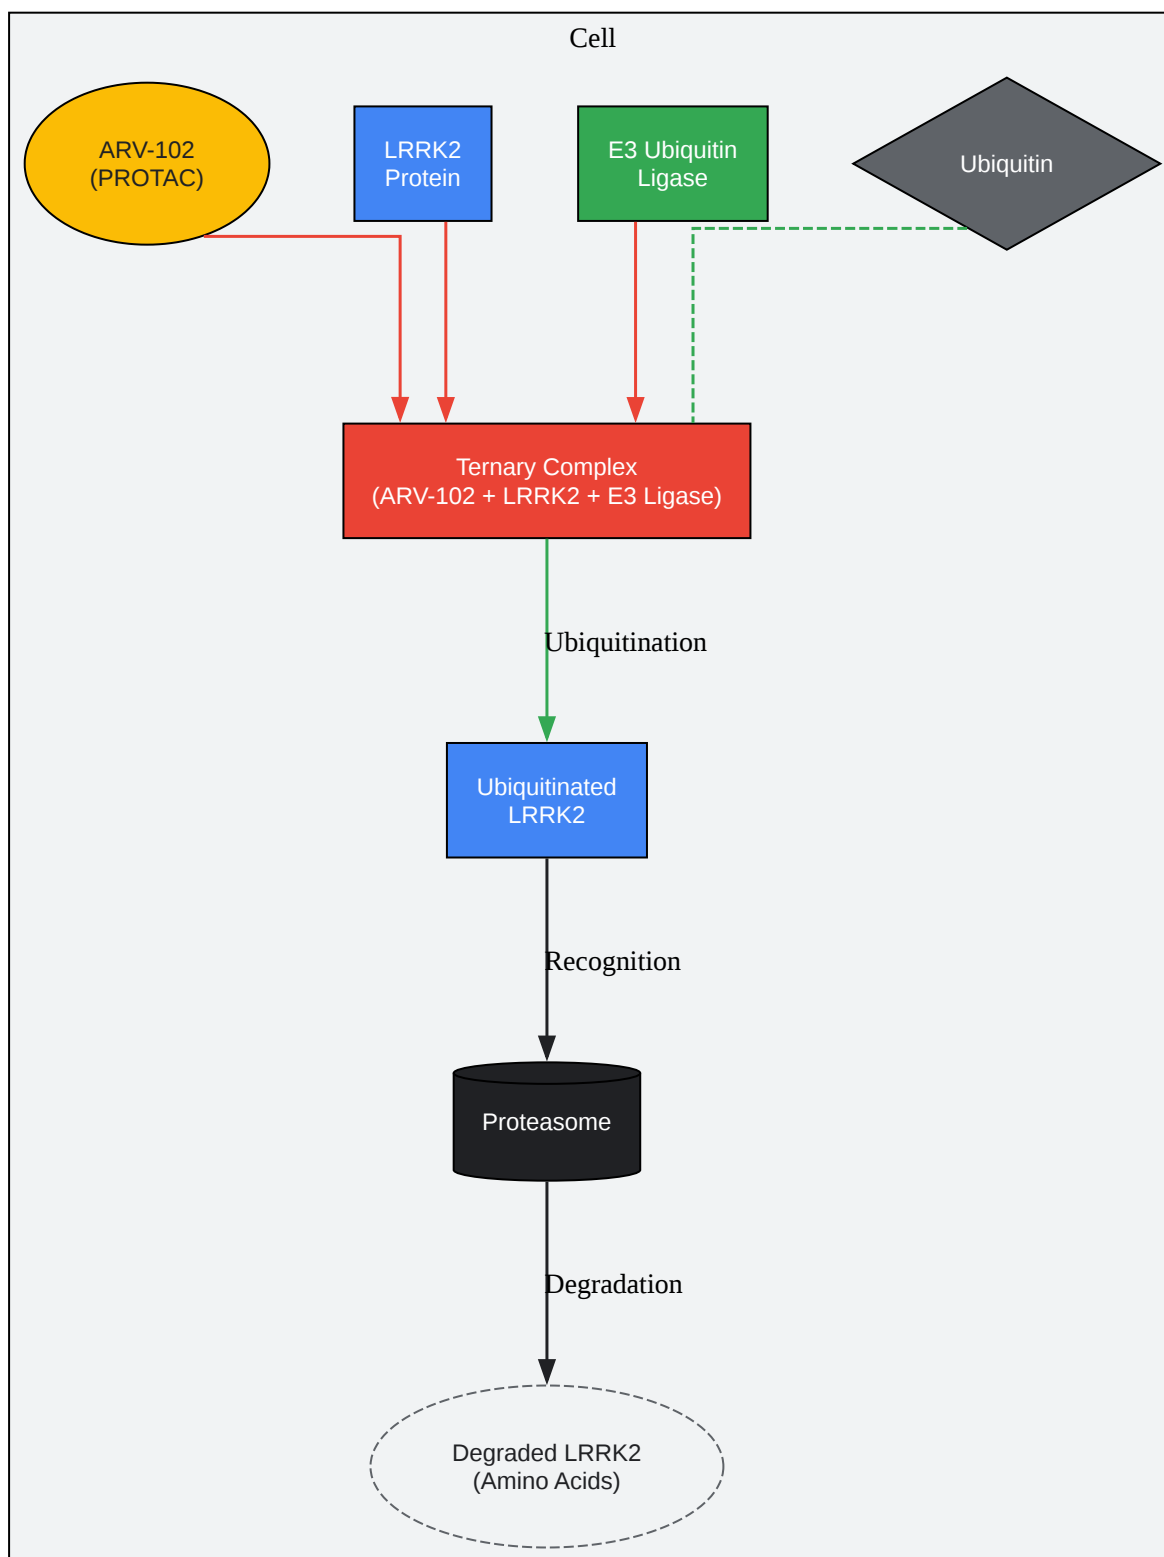 Cell
ARV-102
(PROTAC)
LRRK2
Protein
E3 Ubiquitin
Ligase
Ubiquitin
Ternary Complex
(ARV-102 + LRRK2 + E3 Ligase)
Ubiquitination
Ubiquitinated
LRRK2
Recognition
Proteasome
Degradation
Degraded LRRK2
(Amino Acids)